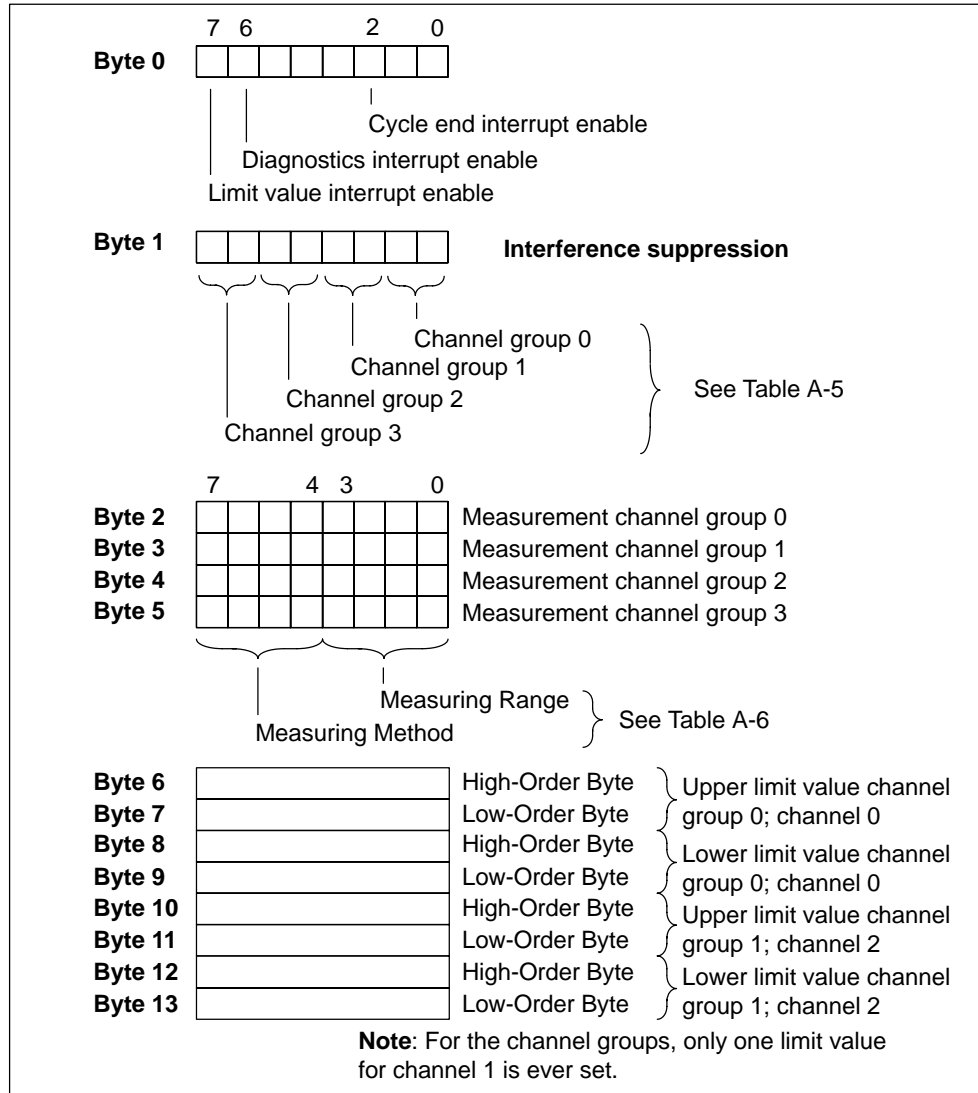 7 6 2 0
Byte 0
Cycle end interrupt enable
Diagnostics interrupt enable
Limit value interrupt enable
Byte 1
Interference suppression
Channel group 0
Channel group 1
Channel group 2
Channel group 3
See Table A-5
7 4 3 0
Byte 2 Measurement channel group 0
Byte 3 Measurement channel group 1
Byte 4 Measurement channel group 2
Byte 5 Measurement channel group 3
Measuring Range
Measuring Method
See Table A-6
Byte 6 High-Order Byte
Byte 7 Low-Order Byte
Upper limit value channel
group 0; channel 0
Byte 8 High-Order Byte
Byte 9 Low-Order Byte
Lower limit value channel
group 0; channel 0
Byte 10 High-Order Byte
Byte 11 Low-Order Byte
Upper limit value channel
group 1; channel 2
Byte 12 High-Order Byte
Byte 13 Low-Order Byte
Lower limit value channel
group 1; channel 2
Note: For the channel groups, only one limit value
for channel 1 is ever set.